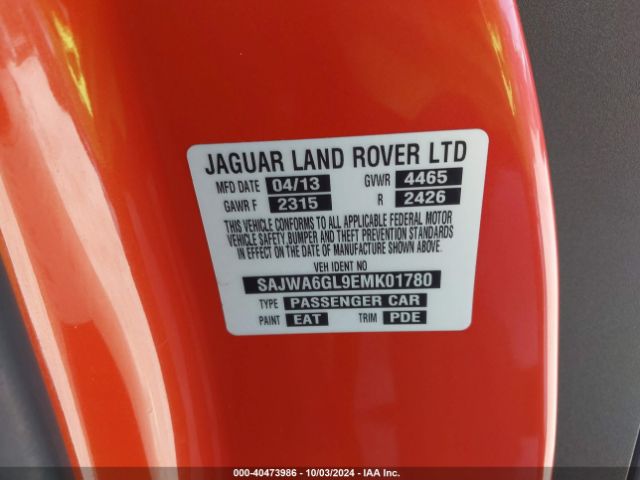 JAGUAR LAND ROVER LTD
MFD DATE 04/13 GVWR 4465
GAWR F 2315 R 2426
THIS VEHICLE CONFORMS TO ALL APPLICABLE FEDERAL MOTOR
VEHICLE SAFETY, BUMPER AND THEFT PREVENTION STANDARDS
IN EFFECT ON THE DATE OF MANUFACTURE SHOWN ABOVE.
VEH IDENT NO
SAJWA6GL9EMK01780
TYPE PASSENGER CAR
PAINT EAT TRIM PDE
000-40473986 - 10/03/2024 - IAA Inc.